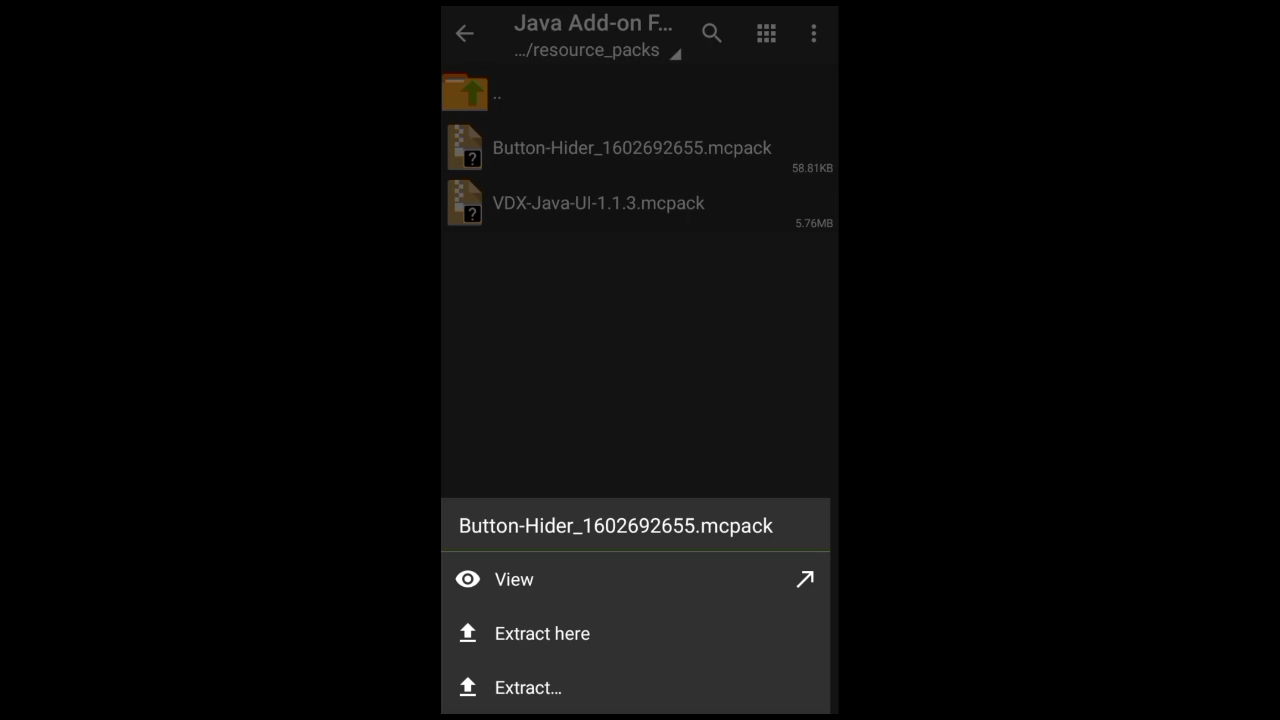 Java Add-on F...
.../resource_packs
..
Button-Hider_1602692655.mcpack
58.81KB
VDX-Java-UI-1.1.3.mcpack
5.76MB
Button-Hider_1602692655.mcpack
View
Extract here
Extract...